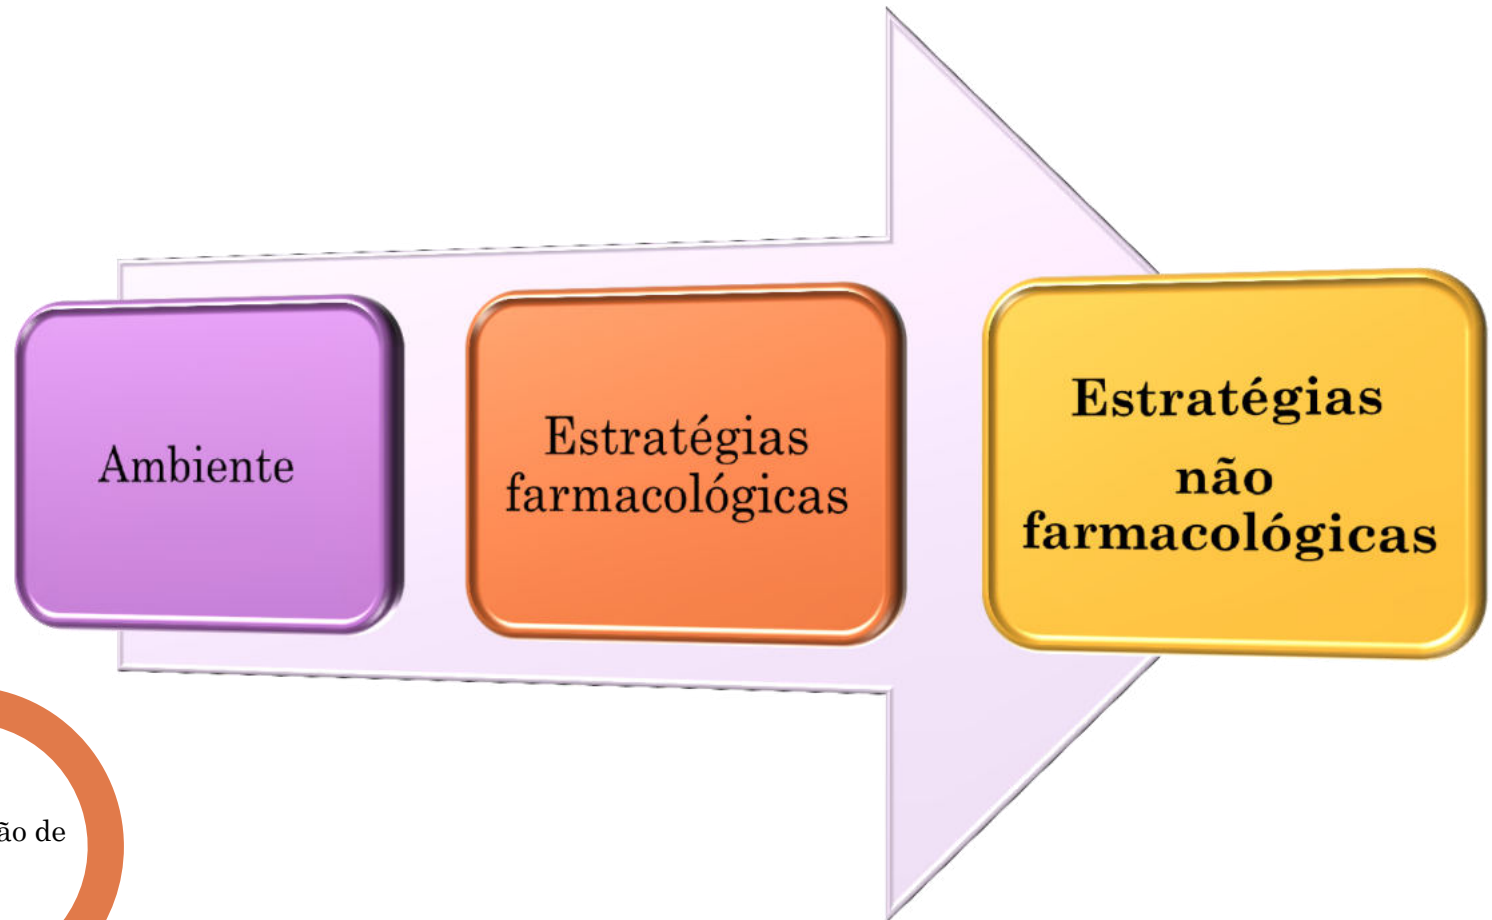 Ambiente
Estratégias
farmacológicas
Estratégias
não
farmacológicas
ão de